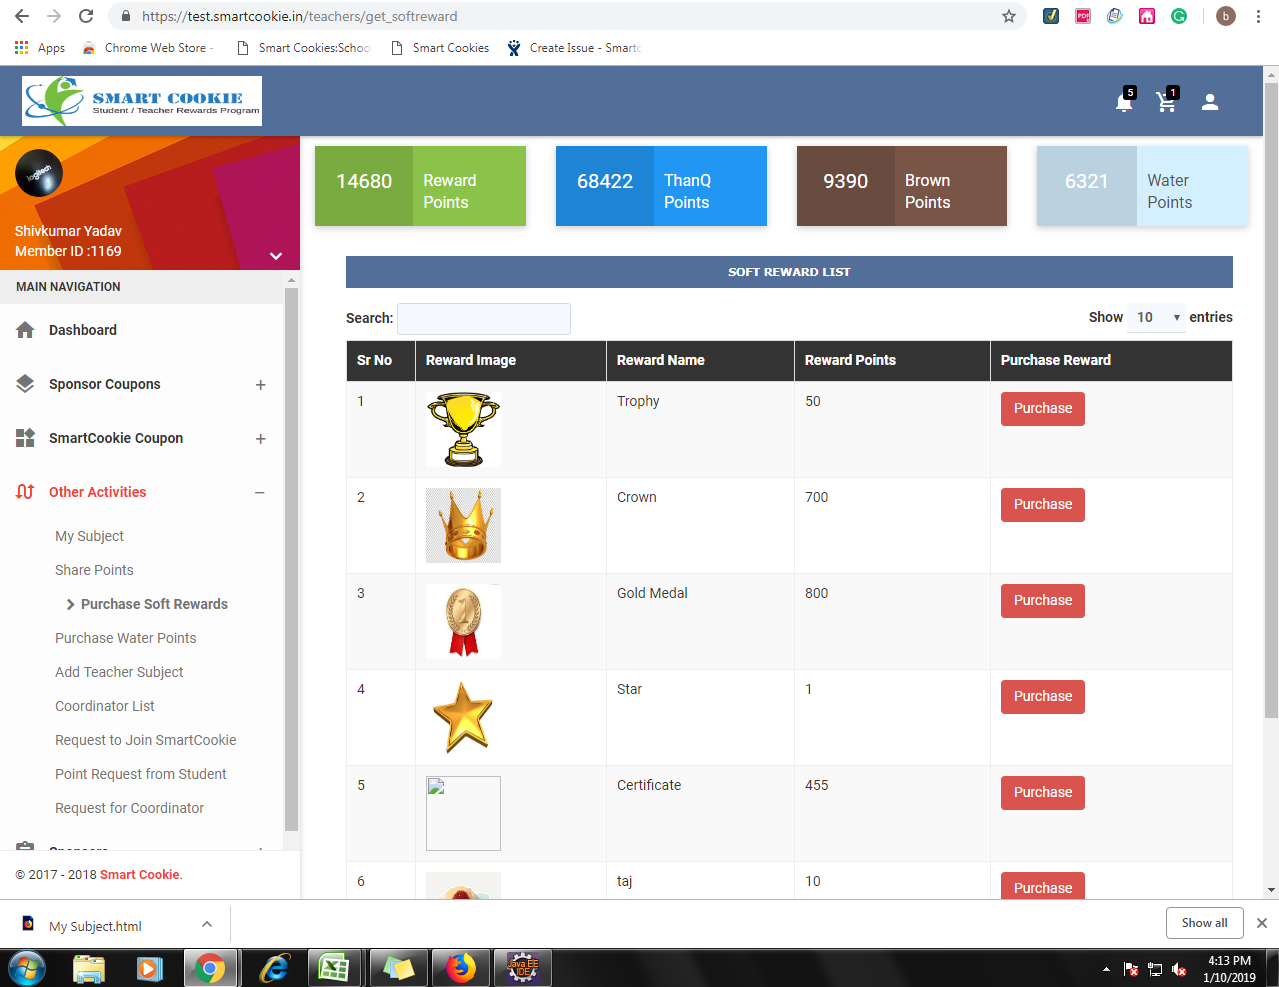 https://test.smartcookie.in/teachers/get_softreward
b
Apps
Chrome Web Store -
Smart Cookies:Schoo
Smart Cookies
Create Issue - Smartc
SMART COOKIE
Student / Teacher Rewards Program
5
1
logitech
Shivkumar Yadav
Member ID :1169
14680
Reward
Points
68422
ThanQ
Points
9390
Brown
Points
6321
Water
Points
MAIN NAVIGATION
Dashboard
Sponsor Coupons
SmartCookie Coupon
Other Activities
My Subject
Share Points
Purchase Soft Rewards
Purchase Water Points
Add Teacher Subject
Coordinator List
Request to Join SmartCookie
Point Request from Student
Request for Coordinator
Sponsors
© 2017 - 2018 Smart Cookie.
SOFT REWARD LIST
Search:
Show 10 entries
Sr No Reward Image Reward Name Reward Points Purchase Reward
1 Trophy 50 Purchase
2 Crown 700 Purchase
3 Gold Medal 800 Purchase
4 Star 1 Purchase
5 Certificate 455 Purchase
6 taj 10 Purchase
My Subject.html
Show all
Java EE
IDE
4:13 PM
1/10/2019